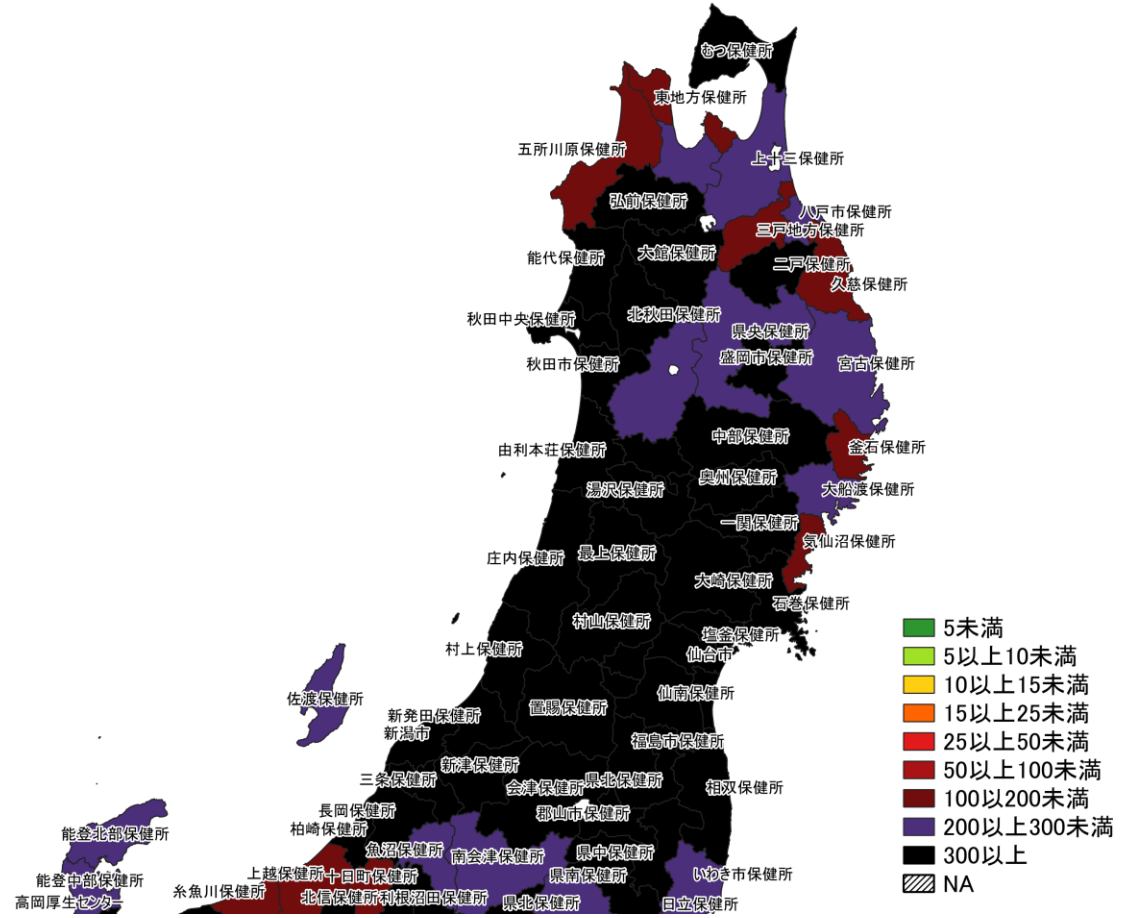 むつ保健所
東地方保健所
五所川原保健所
上十三保健所
弘前保健所
八戸市保健所
三戸地方保健所
能代保健所
大館保健所
二戸保健所
久慈保健所
秋田中央保健所
北秋田保健所
県央保健所
秋田市保健所
盛岡市保健所
宮古保健所
中部保健所
由利本荘保健所
釜石保健所
奥州保健所
湯沢保健所
大船渡保健所
一関保健所
気仙沼保健所
庄内保健所
最上保健所
大崎保健所
石巻保健所
村山保健所
塩釜保健所
村上保健所
仙台市
佐渡保健所
仙南保健所
置賜保健所
新発田保健所
新潟市
福島市保健所
新津保健所
三条保健所
会津保健所
県北保健所
相双保健所
長岡保健所
郡山市保健所
柏崎保健所
能登北部保健所
魚沼保健所
南会津保健所
県中保健所
上越保健所
十日町保健所
県南保健所
いわき市保健所
能登中部保健所
糸魚川保健所
北信保健所
利根沼田保健所
高岡厚生センター
県北保健所
日立保健所
5未満
5以上10未満
10以上15未満
15以上25未満
25以上50未満
50以上100未満
100以200未満
200以上300未満
300以上
NA